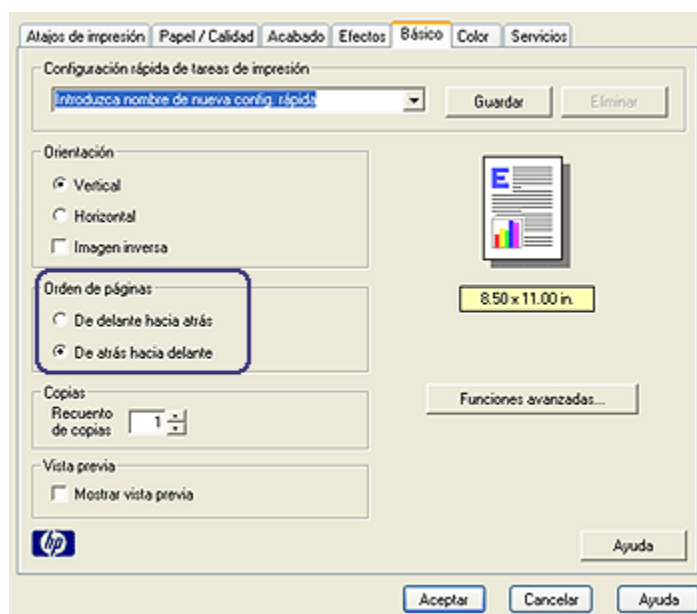 Atajos de impresión Papel / Calidad Acabado Efectos Básico Color Servicios
Configuración rápida de tareas de impresión
Introduzca nombre de nueva config. rápida Guardar Eliminar
Orientación
Vertical
Horizontal
Imagen inversa
E
8.50 x 11.00 in.
Orden de páginas
De delante hacia atrás
De atrás hacia delante
Copias
Recuento
de copias 1
Funciones avanzadas...
Vista previa
Mostrar vista previa
hp
Ayuda
Aceptar Cancelar Ayuda